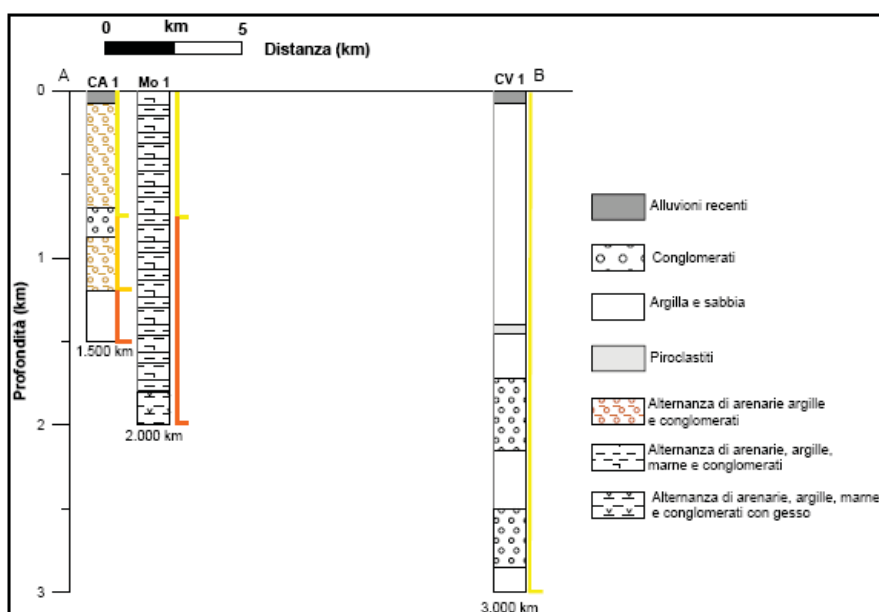 0 km 5
Distanza (km)
A CA 1 Mo 1 CV 1 B
0
1
2
3
Profondità (km)
1.500 km
2.000 km
3.000 km
Alluvioni recenti
Conglomerati
Argilla e sabbia
Piroclastiti
Alternanza di arenarie argille
e conglomerati
Alternanza di arenarie, argille,
marne e conglomerati
Alternanza di arenarie, argille, marne
e conglomerati con gesso